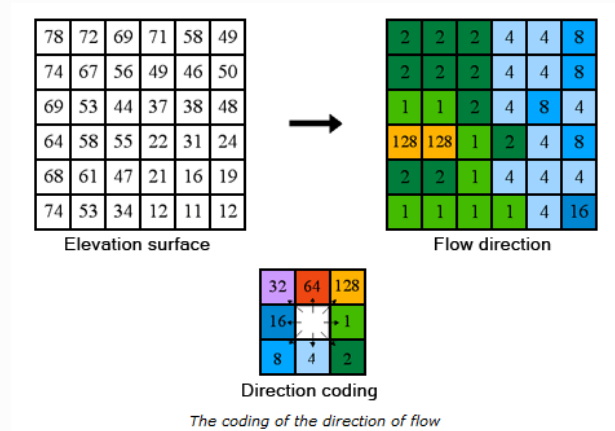 78 72 69 71 58 49 2 2 2 4 4 8
74 67 56 49 46 50 2 2 2 4 4 8
69 53 44 37 38 48 1 1 2 4 8 4
64 58 55 22 31 24 128 128 1 2 4 8
68 61 47 21 16 19 2 2 1 4 4 4
74 53 34 12 11 12 1 1 1 1 4 16
Elevation surface Flow direction
32 64 128
16 1
8 4 2
Direction coding
The coding of the direction of flow